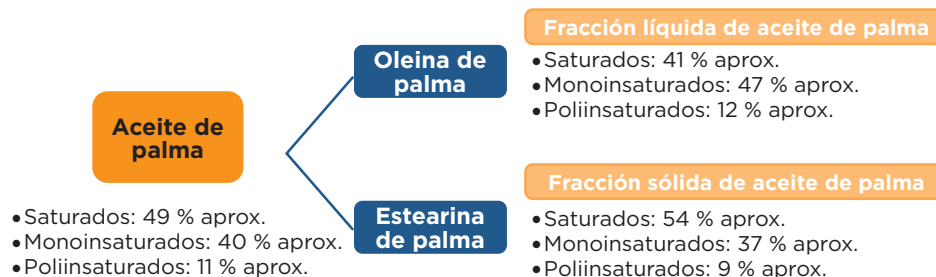 Aceite de
palma
•Saturados: 49 % aprox.
•Monoinsaturados: 40 % aprox.
•Poliinsaturados: 11 % aprox.
Oleina de
palma
Fracción líquida de aceite de palma
•Saturados: 41 % aprox.
•Monoinsaturados: 47 % aprox.
•Poliinsaturados: 12 % aprox.
Estearina
de palma
Fracción sólida de aceite de palma
•Saturados: 54 % aprox.
•Monoinsaturados: 37 % aprox.
•Poliinsaturados: 9 % aprox.